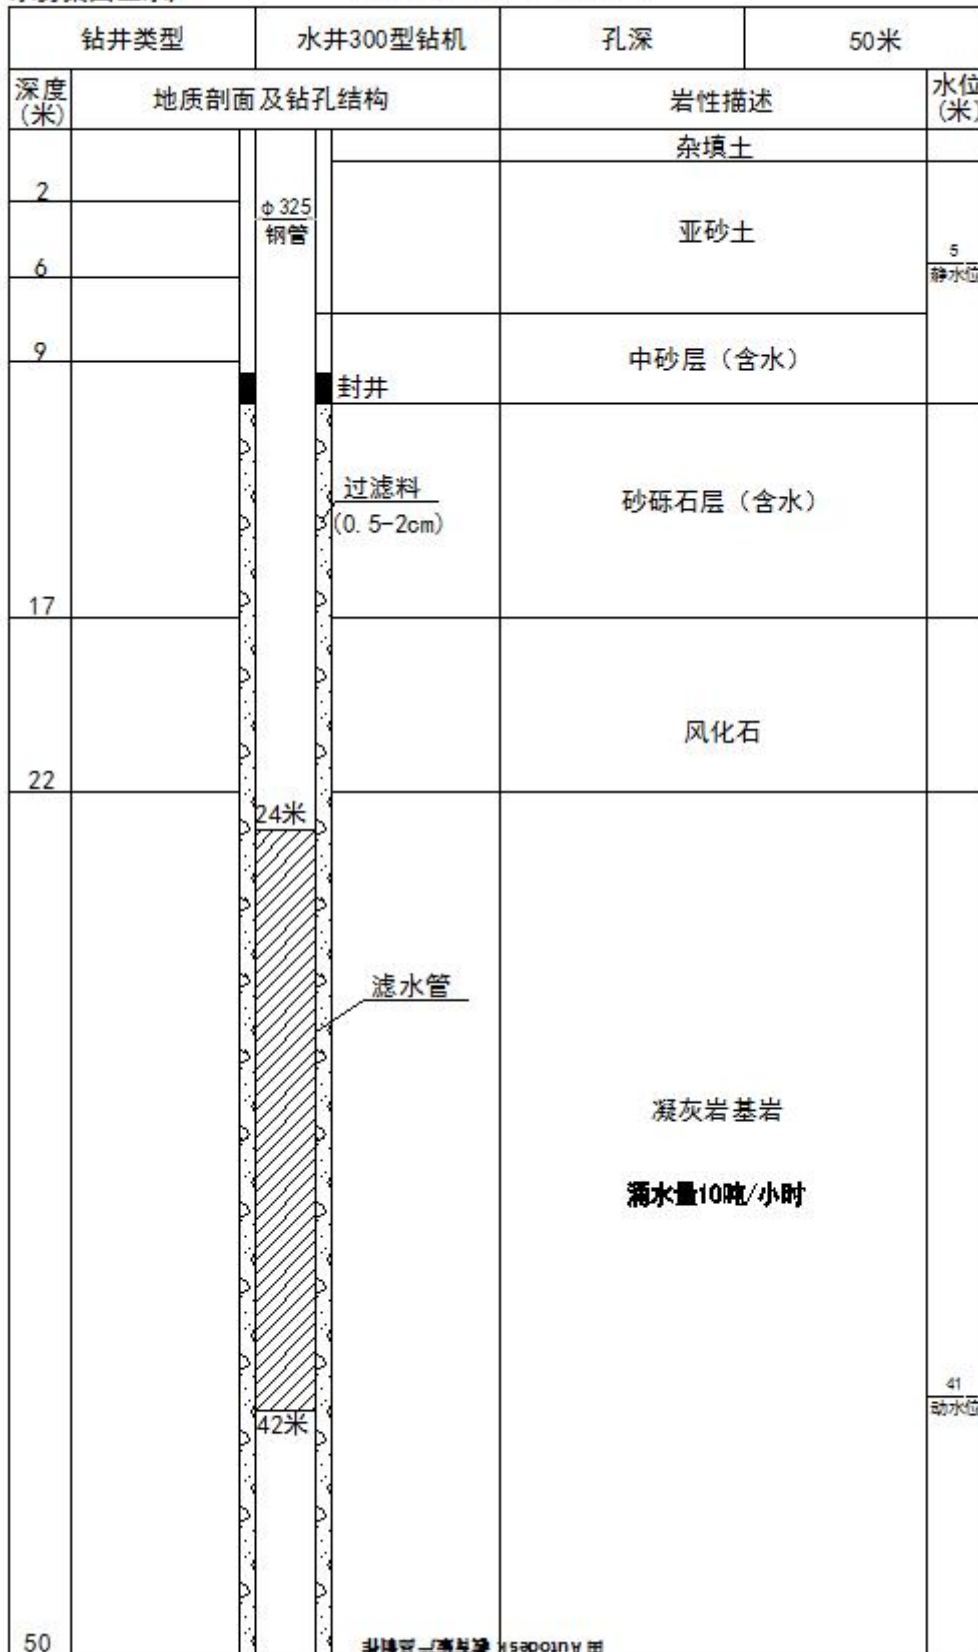 钻井类型 水井300型钻机 孔深 50米
深度 地质剖面及钻孔结构 岩性描述 水位
(米) (米)
杂填土
2
φ325
钢管
亚砂土
5
静水位
6
9
中砂层（含水）
封井
过滤料
(0.5-2cm)
砂砾石层（含水）
17
风化石
22
24米
滤水管
凝灰岩基岩
涌水量10吨/小时
41
动水位
42米
50